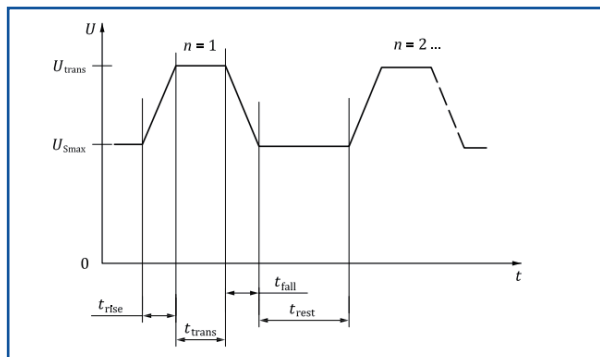 U
n = 1
n = 2 ...
U_trans
U_Smax
0
t
t_fall
t_rise
t_rest
t_trans